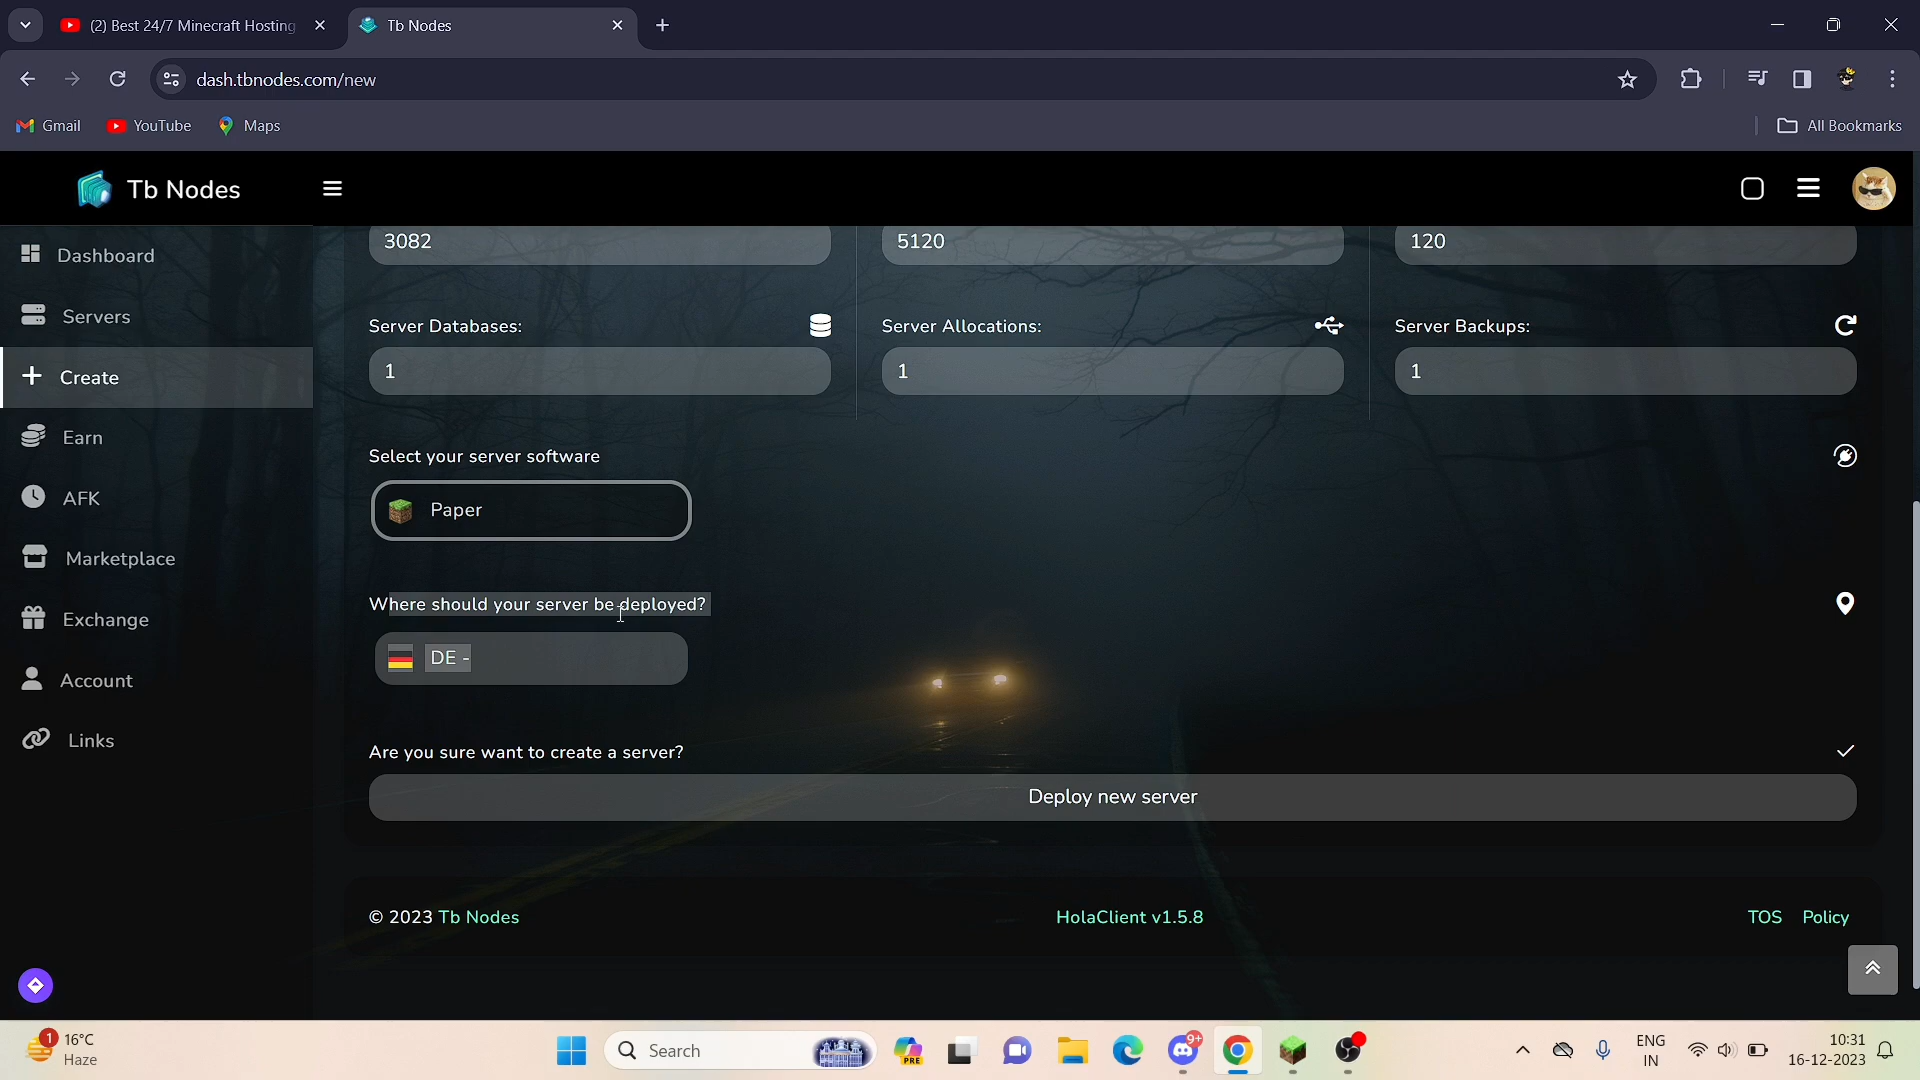 (2) Best 24/7 Minecraft Hosting
Tb Nodes
dash.tbnodes.com/new
Gmail
YouTube
Maps
All Bookmarks
Tb Nodes
Dashboard
Servers
Create
Earn
AFK
Marketplace
Exchange
Account
Links
3082
5120
120
Server Databases:
Server Allocations:
Server Backups:
1
1
1
Select your server software
Paper
Where should your server be deployed?
DE -
Are you sure want to create a server?
Deploy new server
© 2023 Tb Nodes
HolaClient v1.5.8
TOS
Policy
1
16°C
Haze
Search
PRE
9+
ENG
IN
10:31
16-12-2023